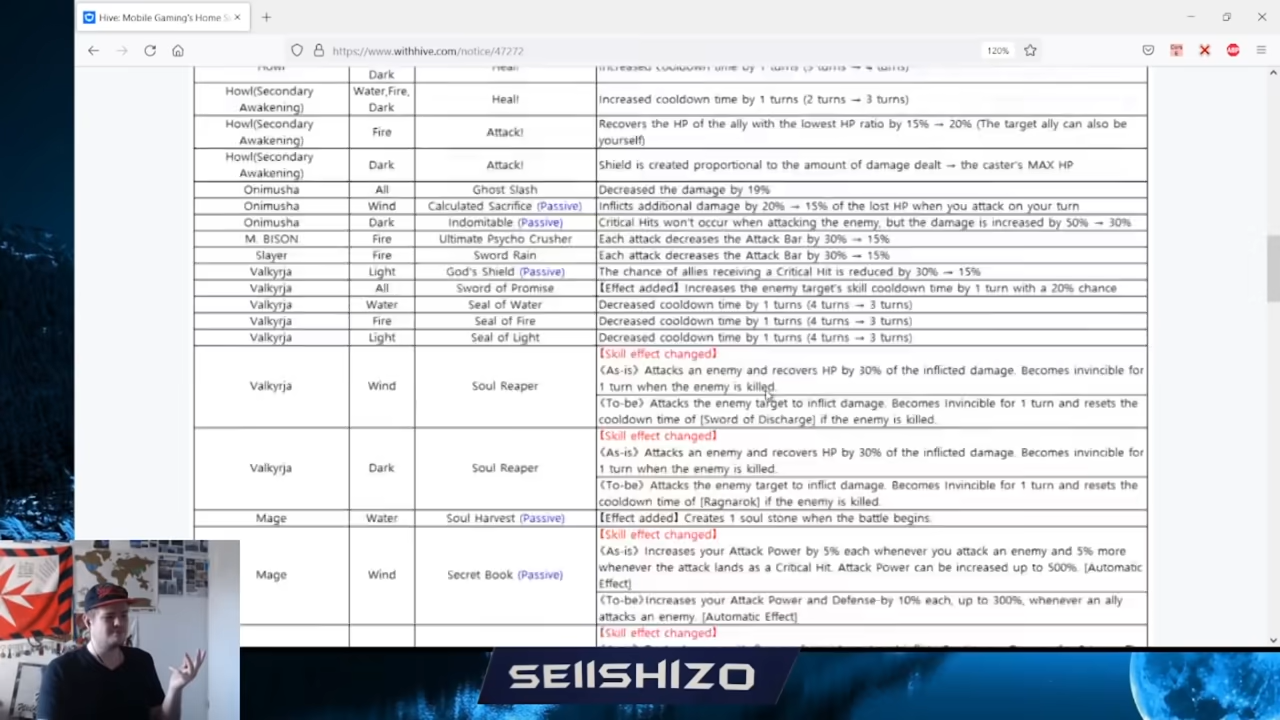 Hive: Mobile Gaming's Home S
https://www.withhive.com/notice/47272
120%
Howl
Dark
Heal!
Increased cooldown time by 1 turns (3 turns → 4 turns)
Howl(Secondary Awakening)
Water,Fire, Dark
Heal!
Increased cooldown time by 1 turns (2 turns → 3 turns)
Howl(Secondary Awakening)
Fire
Attack!
Recovers the HP of the ally with the lowest HP ratio by 15% → 20% (The target ally can also be
yourself)
Howl(Secondary Awakening)
Dark
Attack!
Shield is created proportional to the amount of damage dealt → the caster's MAX HP
Onimusha All Ghost Slash Decreased the damage by 19%
Onimusha Wind Calculated Sacrifice (Passive) Inflicts additional damage by 20% → 15% of the lost HP when you attack on your turn
Onimusha Dark Indomitable (Passive) Critical Hits won't occur when attacking the enemy, but the damage is increased by 50% → 30%
M. BISON Fire Ultimate Psycho Crusher Each attack decreases the Attack Bar by 30% → 15%
Slayer Fire Sword Rain Each attack decreases the Attack Bar by 30% → 15%
Valkyrja Light God's Shield (Passive) The chance of allies receiving a Critical Hit is reduced by 30% → 15%
Valkyrja All Sword of Promise 【Effect added】 Increases the enemy target's skill cooldown time by 1 turn with a 20% chance
Valkyrja Water Seal of Water Decreased cooldown time by 1 turns (4 turns → 3 turns)
Valkyrja Fire Seal of Fire Decreased cooldown time by 1 turns (4 turns → 3 turns)
Valkyrja Light Seal of Light Decreased cooldown time by 1 turns (4 turns → 3 turns)
Valkyrja Wind Soul Reaper
【Skill effect changed】
〈As-is〉 Attacks an enemy and recovers HP by 30% of the inflicted damage. Becomes invincible for
1 turn when the enemy is killed.
〈To-be〉 Attacks the enemy target to inflict damage. Becomes Invincible for 1 turn and resets the
cooldown time of [Sword of Discharge] if the enemy is killed.
Valkyrja Dark Soul Reaper
【Skill effect changed】
〈As-is〉 Attacks an enemy and recovers HP by 30% of the inflicted damage. Becomes invincible for
1 turn when the enemy is killed.
〈To-be〉 Attacks the enemy target to inflict damage. Becomes Invincible for 1 turn and resets the
cooldown time of [Ragnarok] if the enemy is killed.
Mage Water Soul Harvest (Passive) 【Effect added】 Creates 1 soul stone when the battle begins.
Mage Wind Secret Book (Passive)
【Skill effect changed】
〈As-is〉 Increases your Attack Power by 5% each whenever you attack an enemy and 5% more
whenever the attack lands as a Critical Hit. Attack Power can be increased up to 500%. [Automatic
Effect]
〈To-be〉Increases your Attack Power and Defense by 10% each, up to 300%, whenever an ally
attacks an enemy. [Automatic Effect]
【Skill effect changed】
SEIISHIZO